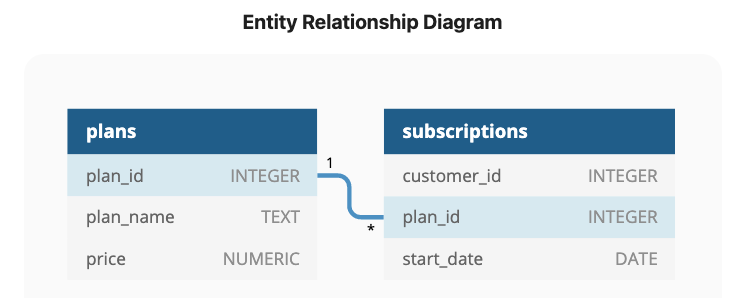 Entity Relationship Diagram
plans
plan_id INTEGER
plan_name TEXT
price NUMERIC
1
*
subscriptions
customer_id INTEGER
plan_id INTEGER
start_date DATE